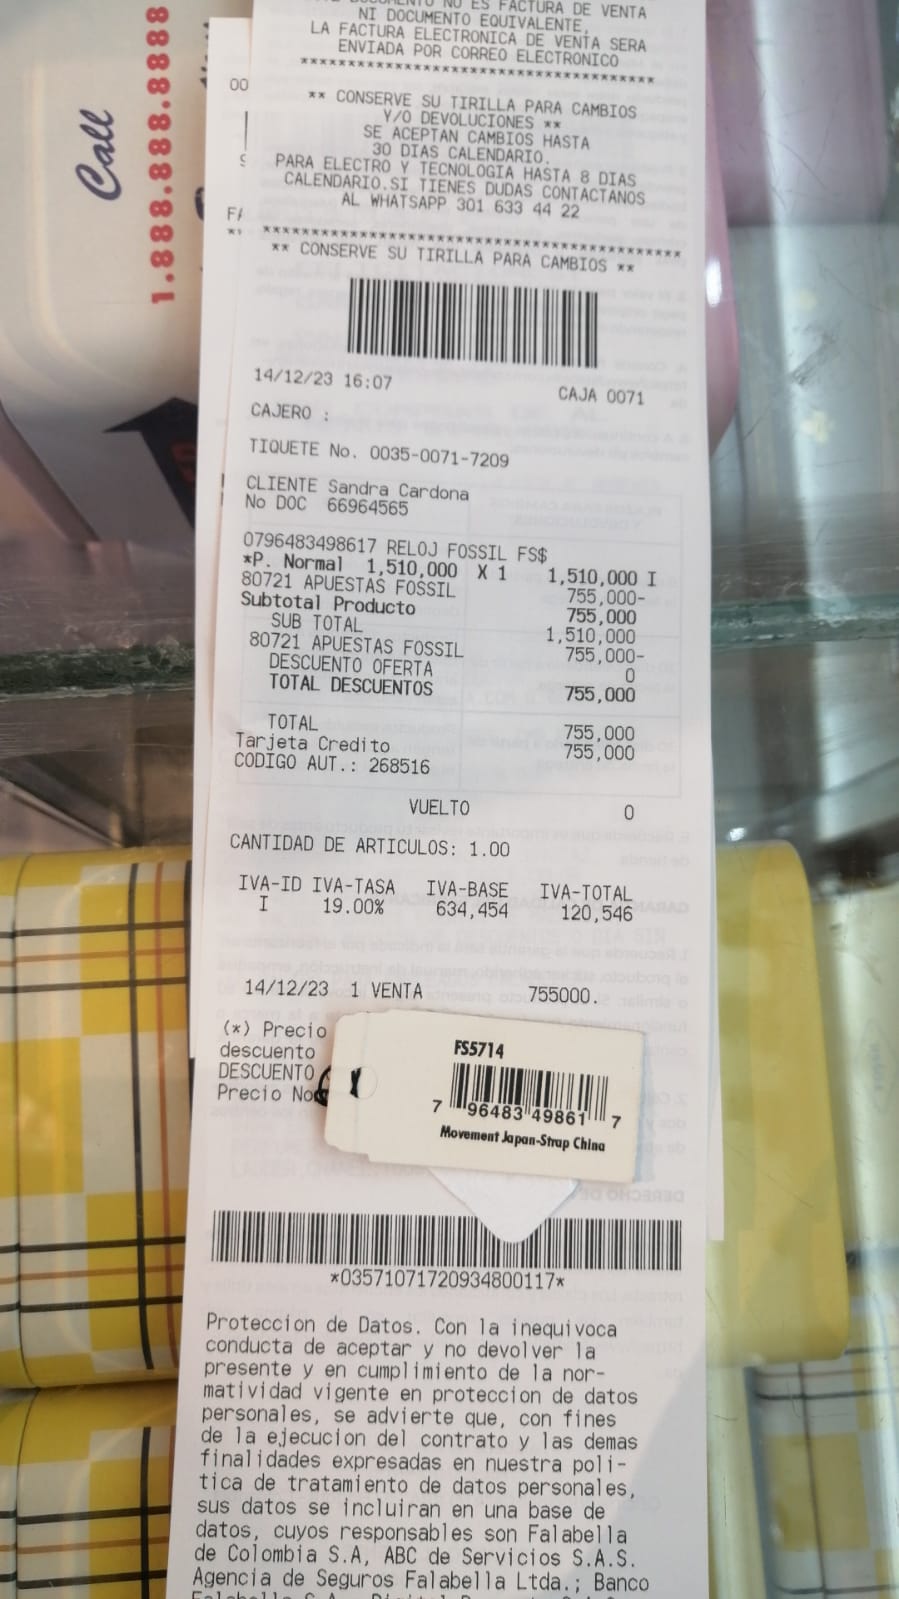 DOCUMENTO NO ES FACTURA DE VENTA
NI DOCUMENTO EQUIVALENTE,
LA FACTURA ELECTRONICA DE VENTA SERA
ENVIADA POR CORREO ELECTRONICO
***************************************
** CONSERVE SU TIRILLA PARA CAMBIOS
Y/O DEVOLUCIONES **
SE ACEPTAN CAMBIOS HASTA
30 DIAS CALENDARIO.
PARA ELECTRO Y TECNOLOGIA HASTA 8 DIAS
CALENDARIO.SI TIENES DUDAS CONTACTANOS
AL WHATSAPP 301 633 44 22
***************************************
** CONSERVE SU TIRILLA PARA CAMBIOS **
14/12/23 16:07 CAJA 0071
CAJERO :
TIQUETE No. 0035-0071-7209
CLIENTE Sandra Cardona
No DOC 66964565
0796483498617 RELOJ FOSSIL FS$
*P. Normal 1,510,000 X 1 1,510,000 I
80721 APUESTAS FOSSIL 755,000-
Subtotal Producto 755,000
SUB TOTAL 1,510,000
80721 APUESTAS FOSSIL 755,000-
DESCUENTO OFERTA 0
TOTAL DESCUENTOS 755,000
TOTAL 755,000
Tarjeta Credito 755,000
CODIGO AUT.: 268516
VUELTO 0
CANTIDAD DE ARTICULOS: 1.00
IVA-ID IVA-TASA IVA-BASE IVA-TOTAL
I 19.00% 634,454 120,546
14/12/23 1 VENTA 755000.
(*) Precio
descuento
DESCUENTO
Precio No
FS5714
7 96483 49861 7
Movement Japan-Strap China
*03571071720934800117*
Proteccion de Datos. Con la inequivoca
conducta de aceptar y no devolver la
presente y en cumplimiento de la nor-
matividad vigente en proteccion de datos
personales, se advierte que, con fines
de la ejecucion del contrato y las demas
finalidades expresadas en nuestra poli-
tica de tratamiento de datos personales,
sus datos se incluiran en una base de
datos, cuyos responsables son Falabella
de Colombia S.A, ABC de Servicios S.A.S.
Agencia de Seguros Falabella Ltda.; Banco
Call
1.888.888.8888
00